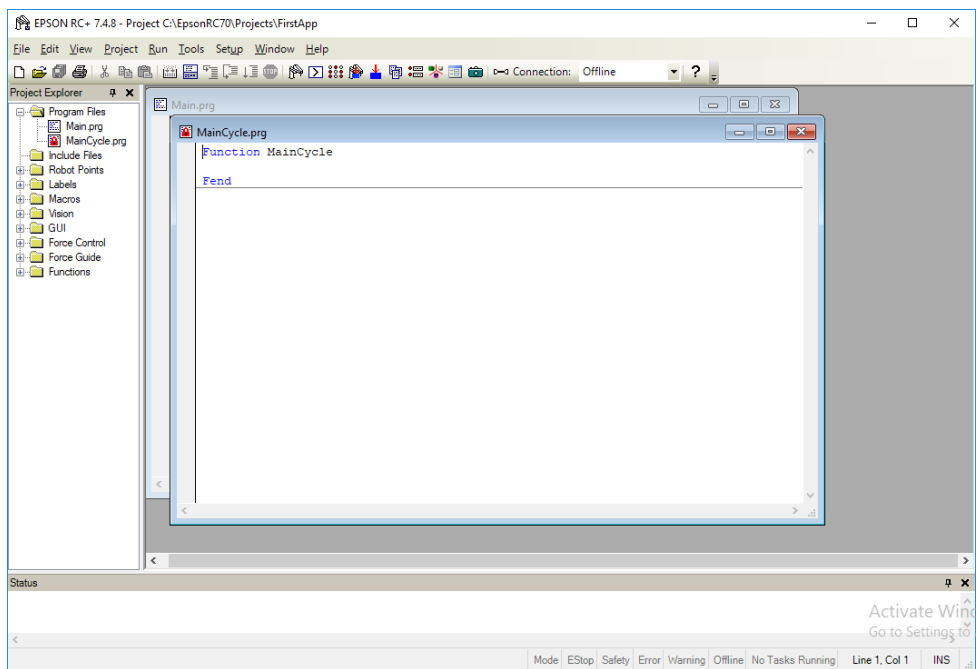 EPSON RC+ 7.4.8 - Project C:\EpsonRC70\Projects\FirstApp
File Edit View Project Run Tools Setup Window Help
Connection: Offline
Project Explorer
Program Files
Main.prg
MainCycle.prg
Include Files
Robot Points
Labels
Macros
Vision
GUI
Force Control
Force Guide
Functions
Main.prg
MainCycle.prg
Function MainCycle
Fend
Status
Activate Wind
Go to Settings to
Mode EStop Safety Error Warning Offline No Tasks Running Line 1, Col 1 INS